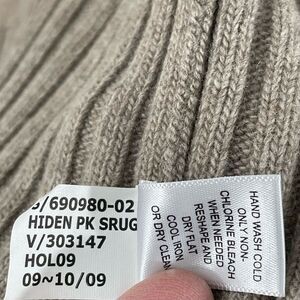 S/690980-02
HIDEN PK SRUG
V/303147
HOL09
09~10/09
HAND WASH COLD
ONLY NON-
CHLORINE BLEACH
WHEN NEEDED
RESHAPE AND
DRY FLAT
COOL IRON
OR DRY CLEAN